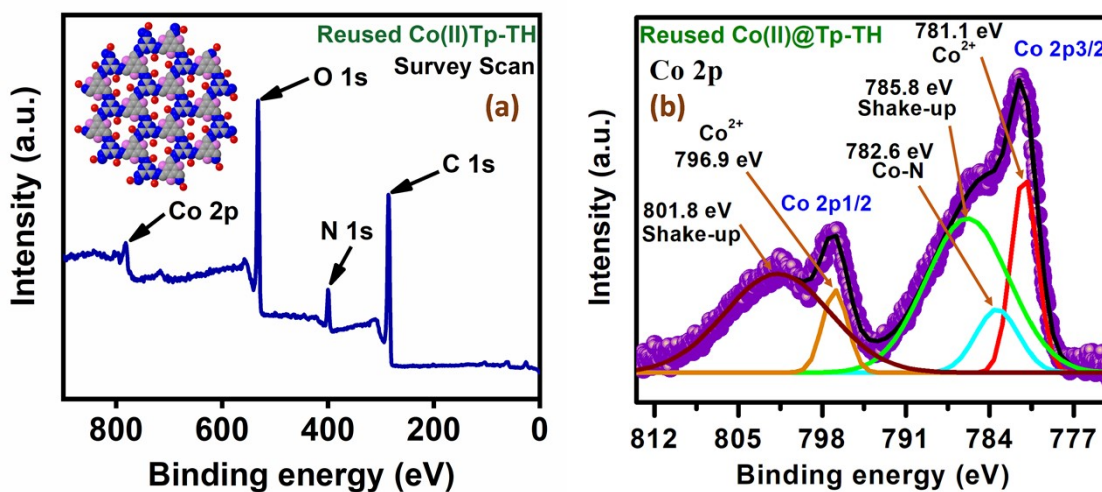 Reused Co(II)Tp-TH
Survey Scan
(a)
O 1s
C 1s
N 1s
Co 2p
Intensity (a.u.)
800 600 400 200 0
Binding energy (eV)
Reused Co(II)@Tp-TH
Co 2p
(b)
781.1 eV
Co²⁺
Co 2p3/2
785.8 eV
Shake-up
782.6 eV
Co-N
Co²⁺
796.9 eV
Co 2p1/2
801.8 eV
Shake-up
Intensity (a.u.)
812 805 798 791 784 777
Binding energy (eV)